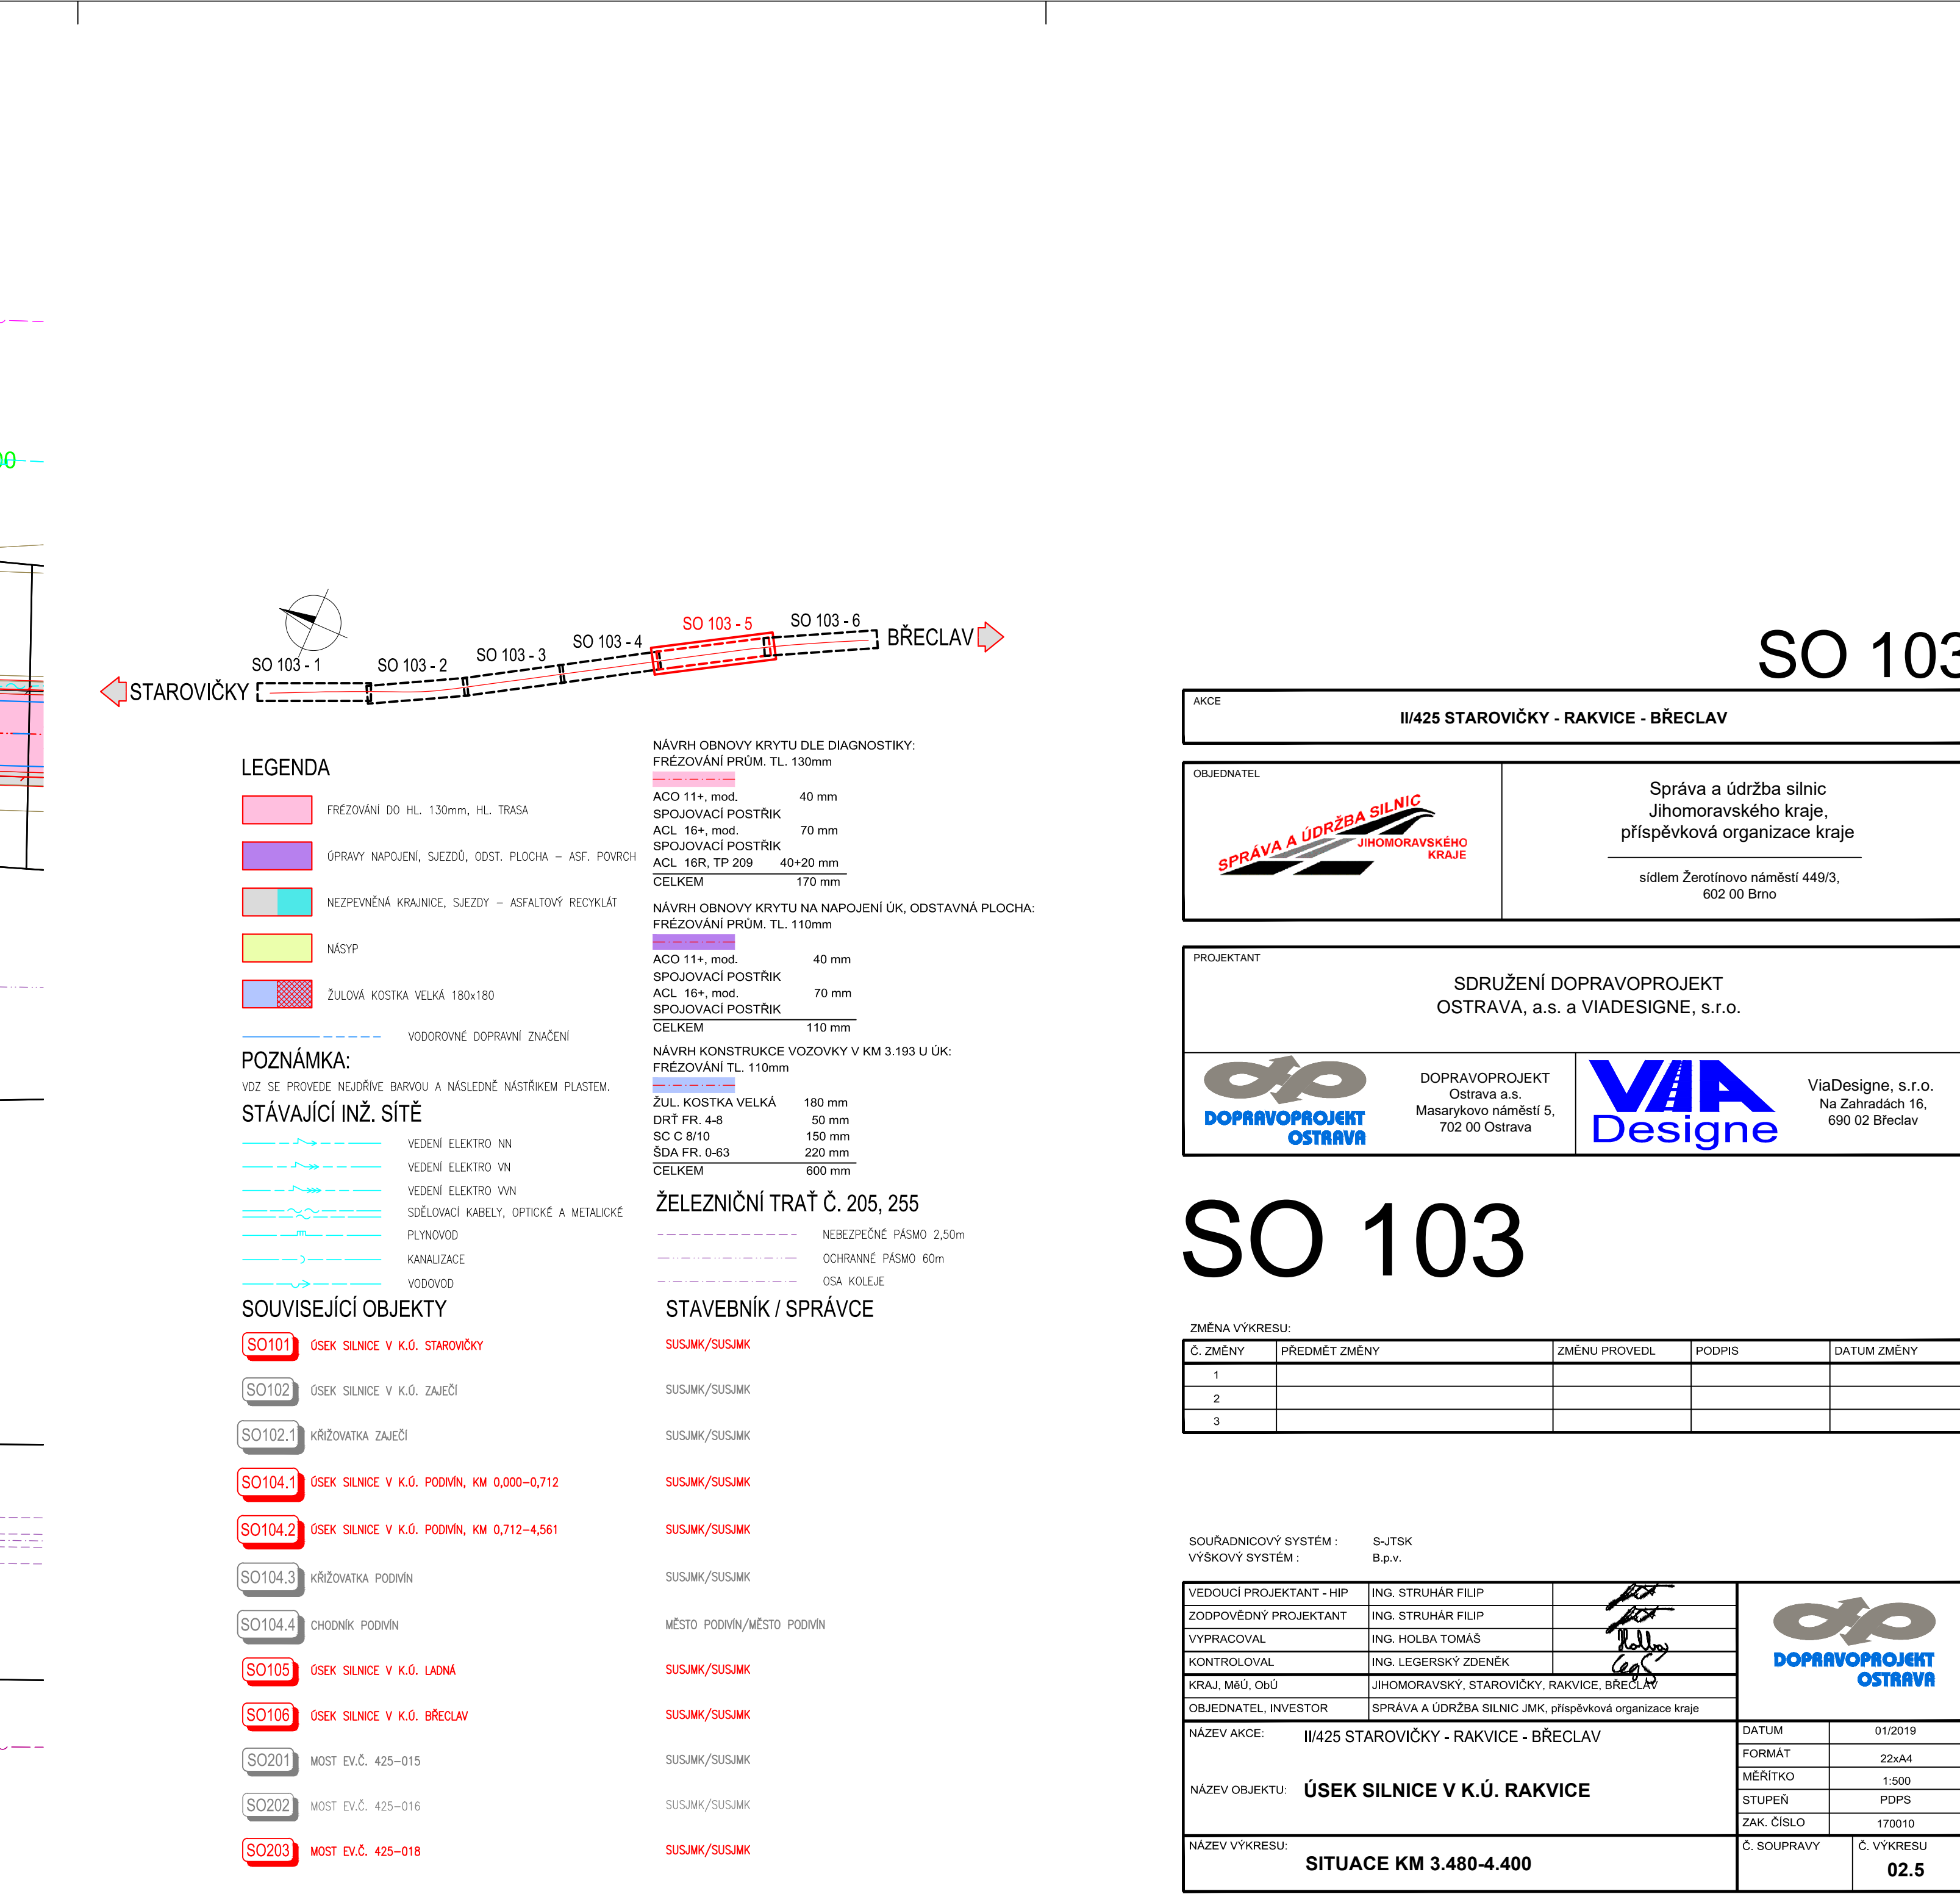 SO 103 - 1
SO 103 - 2
SO 103 - 3
SO 103 - 4
SO 103 - 5
SO 103 - 6
STAROVIČKY
BŘECLAV
LEGENDA
FRÉZOVÁNÍ DO HL. 130mm, HL. TRASA
ÚPRAVY NAPOJENÍ, SJEZDŮ, ODST. PLOCHA – ASF. POVRCH
NEZPEVNĚNÁ KRAJNICE, SJEZDY – ASFALTOVÝ RECYKLÁT
NÁSYP
ŽULOVÁ KOSTKA VELKÁ 180x180
VODOROVNÉ DOPRAVNÍ ZNAČENÍ
POZNÁMKA:
VDZ SE PROVEDE NEJDŘÍVE BARVOU A NÁSLEDNĚ NÁSTŘIKEM PLASTEM.
STÁVAJÍCÍ INŽ. SÍTĚ
VEDENÍ ELEKTRO NN
VEDENÍ ELEKTRO VN
VEDENÍ ELEKTRO VVN
SDĚLOVACÍ KABELY, OPTICKÉ A METALICKÉ
PLYNOVOD
KANALIZACE
VODOVOD
NÁVRH OBNOVY KRYTU DLE DIAGNOSTIKY:
FRÉZOVÁNÍ PRŮM. TL. 130mm
ACO 11+, mod. 40 mm
SPOJOVACÍ POSTŘIK
ACL 16+, mod. 70 mm
SPOJOVACÍ POSTŘIK
ACL 16R, TP 209 40+20 mm
CELKEM 170 mm
NÁVRH OBNOVY KRYTU NA NAPOJENÍ ÚK, ODSTAVNÁ PLOCHA:
FRÉZOVÁNÍ PRŮM. TL. 110mm
ACO 11+, mod. 40 mm
SPOJOVACÍ POSTŘIK
ACL 16+, mod. 70 mm
SPOJOVACÍ POSTŘIK
CELKEM 110 mm
NÁVRH KONSTRUKCE VOZOVKY V KM 3.193 U ÚK:
FRÉZOVÁNÍ TL. 110mm
ŽUL. KOSTKA VELKÁ 180 mm
DRŤ FR. 4-8 50 mm
SC C 8/10 150 mm
ŠDA FR. 0-63 220 mm
CELKEM 600 mm
ŽELEZNIČNÍ TRAŤ Č. 205, 255
NEBEZPEČNÉ PÁSMO 2,50m
OCHRANNÉ PÁSMO 60m
OSA KOLEJE
SOUVISEJÍCÍ OBJEKTY STAVEBNÍK / SPRÁVCE
SO101 ÚSEK SILNICE V K.Ú. STAROVIČKY SUSJMK/SUSJMK
SO102 ÚSEK SILNICE V K.Ú. ZAJEČÍ SUSJMK/SUSJMK
SO102.1 KŘIŽOVATKA ZAJEČÍ SUSJMK/SUSJMK
SO104.1 ÚSEK SILNICE V K.Ú. PODIVÍN, KM 0,000–0,712 SUSJMK/SUSJMK
SO104.2 ÚSEK SILNICE V K.Ú. PODIVÍN, KM 0,712–4,561 SUSJMK/SUSJMK
SO104.3 KŘIŽOVATKA PODIVÍN SUSJMK/SUSJMK
SO104.4 CHODNÍK PODIVÍN MĚSTO PODIVÍN/MĚSTO PODIVÍN
SO105 ÚSEK SILNICE V K.Ú. LADNÁ SUSJMK/SUSJMK
SO106 ÚSEK SILNICE V K.Ú. BŘECLAV SUSJMK/SUSJMK
SO201 MOST EV.Č. 425–015 SUSJMK/SUSJMK
SO202 MOST EV.Č. 425–016 SUSJMK/SUSJMK
SO203 MOST EV.Č. 425–018 SUSJMK/SUSJMK
SO 103
AKCE
II/425 STAROVIČKY - RAKVICE - BŘECLAV
OBJEDNATEL
SPRÁVA A ÚDRŽBA SILNIC
JIHOMORAVSKÉHO
KRAJE
Správa a údržba silnic
Jihomoravského kraje,
příspěvková organizace kraje
sídlem Žerotínovo náměstí 449/3,
602 00 Brno
PROJEKTANT
SDRUŽENÍ DOPRAVOPROJEKT
OSTRAVA, a.s. a VIADESIGNE, s.r.o.
DOPRAVOPROJEKT
OSTRAVA
DOPRAVOPROJEKT
Ostrava a.s.
Masarykovo náměstí 5,
702 00 Ostrava
VIA
Designe
ViaDesigne, s.r.o.
Na Zahradách 16,
690 02 Břeclav
SO 103
ZMĚNA VÝKRESU:
Č. ZMĚNY PŘEDMĚT ZMĚNY ZMĚNU PROVEDL PODPIS DATUM ZMĚNY
1
2
3
SOUŘADNICOVÝ SYSTÉM : S-JTSK
VÝŠKOVÝ SYSTÉM : B.p.v.
VEDOUCÍ PROJEKTANT - HIP ING. STRUHÁR FILIP
ZODPOVĚDNÝ PROJEKTANT ING. STRUHÁR FILIP
VYPRACOVAL ING. HOLBA TOMÁŠ Holba
KONTROLOVAL ING. LEGERSKÝ ZDENĚK
KRAJ, MěÚ, ObÚ JIHOMORAVSKÝ, STAROVIČKY, RAKVICE, BŘECLAV
OBJEDNATEL, INVESTOR SPRÁVA A ÚDRŽBA SILNIC JMK, příspěvková organizace kraje
DOPRAVOPROJEKT
OSTRAVA
NÁZEV AKCE: II/425 STAROVIČKY - RAKVICE - BŘECLAV
NÁZEV OBJEKTU: ÚSEK SILNICE V K.Ú. RAKVICE
DATUM 01/2019
FORMÁT 22xA4
MĚŘÍTKO 1:500
STUPEŇ PDPS
ZAK. ČÍSLO 170010
NÁZEV VÝKRESU:
SITUACE KM 3.480-4.400
Č. SOUPRAVY
Č. VÝKRESU
02.5